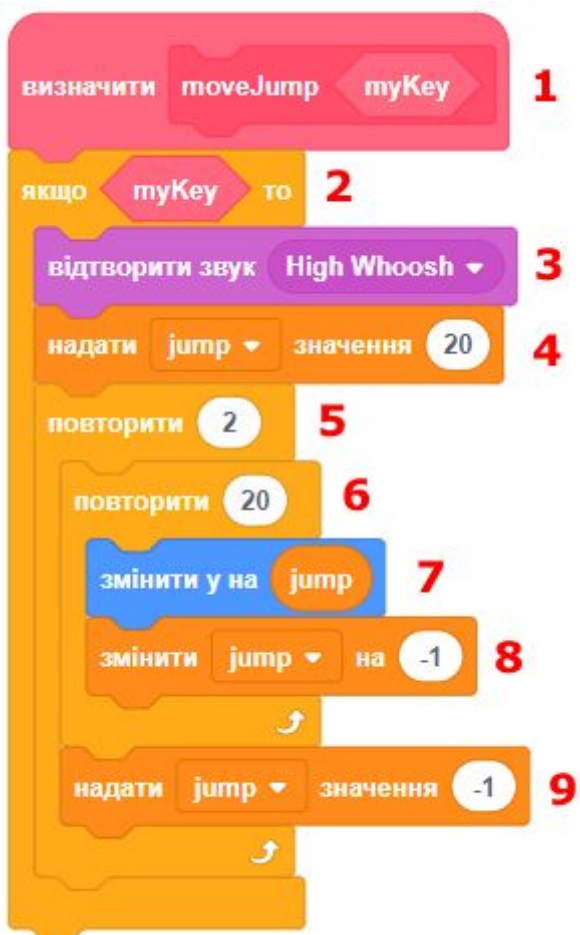 визначити moveJump myKey 1
якщо myKey то 2
відтворити звук High Whoosh 3
надати jump значення 20 4
повторити 2 5
повторити 20 6
змінити y на jump 7
змінити jump на -1 8
надати jump значення -1 9